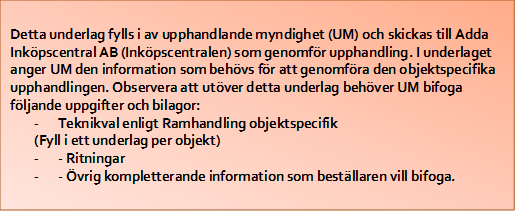 Detta underlag fylls i av upphandlande myndighet (UM) och skickas till Adda
Inköpscentral AB (Inköpscentralen) som genomför upphandling. I underlaget
anger UM den information som behövs för att genomföra den objektspecifika
upphandlingen. Observera att utöver detta underlag behöver UM bifoga
följande uppgifter och bilagor:
- Teknikval enligt Ramhandling objektspecifik
(Fyll i ett underlag per objekt)
- - Ritningar
- - Övrig kompletterande information som beställaren vill bifoga.